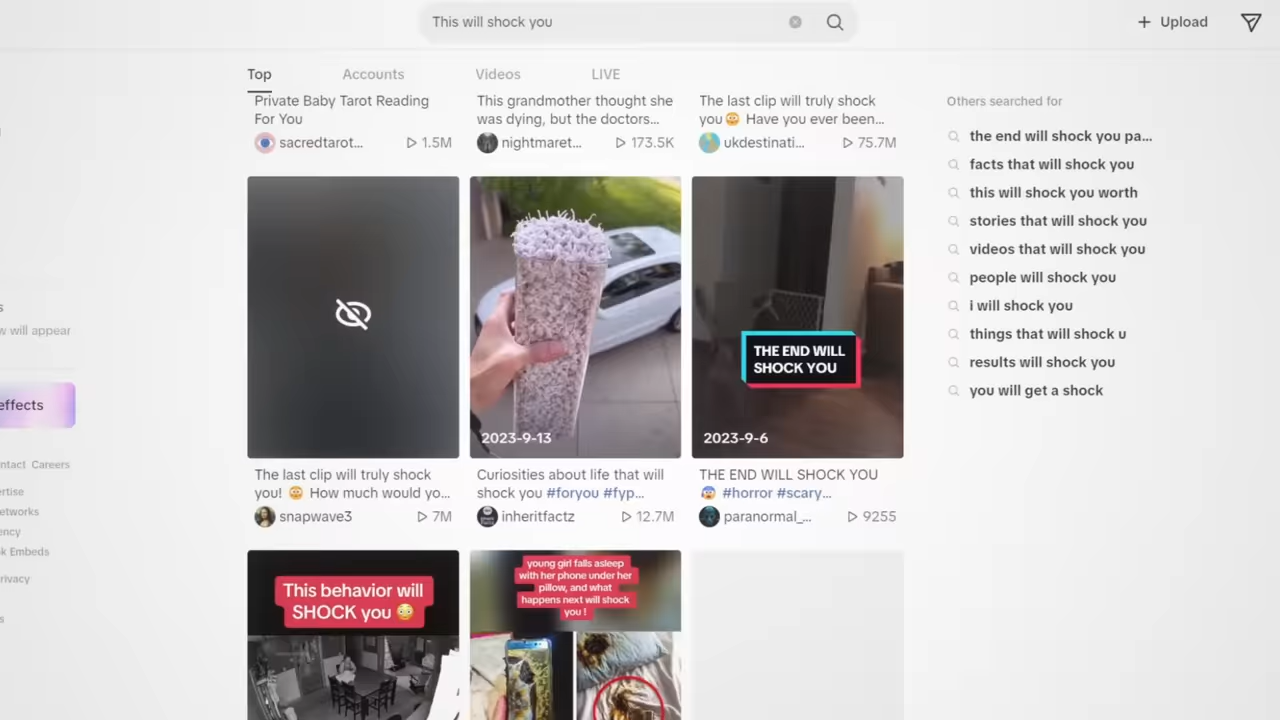 This will shock you
Upload
Top
Accounts
Videos
LIVE
Private Baby Tarot Reading
For You
sacredtarot...
1.5M
This grandmother thought she
was dying, but the doctors...
nightmaret...
173.5K
The last clip will truly shock
you😳 Have you ever been...
ukdestinati...
75.7M
Others searched for
the end will shock you pa...
facts that will shock you
this will shock you worth
stories that will shock you
videos that will shock you
people will shock you
i will shock you
things that will shock u
results will shock you
you will get a shock
s
w will appear
effects
ntact Careers
ertise
etworks
ency
k Embeds
rivacy
s
The last clip will truly shock
you! 😳 How much would yo...
snapwave3
7M
2023-9-13
Curiosities about life that will
shock you #foryou #fyp...
inheritfactz
12.7M
THE END WILL
SHOCK YOU
2023-9-6
THE END WILL SHOCK YOU
😱 #horror #scary...
paranormal_...
9255
This behavior will
SHOCK you 😳
young girl falls asleep
with her phone under her
pillow, and what
happens next will shock
you !